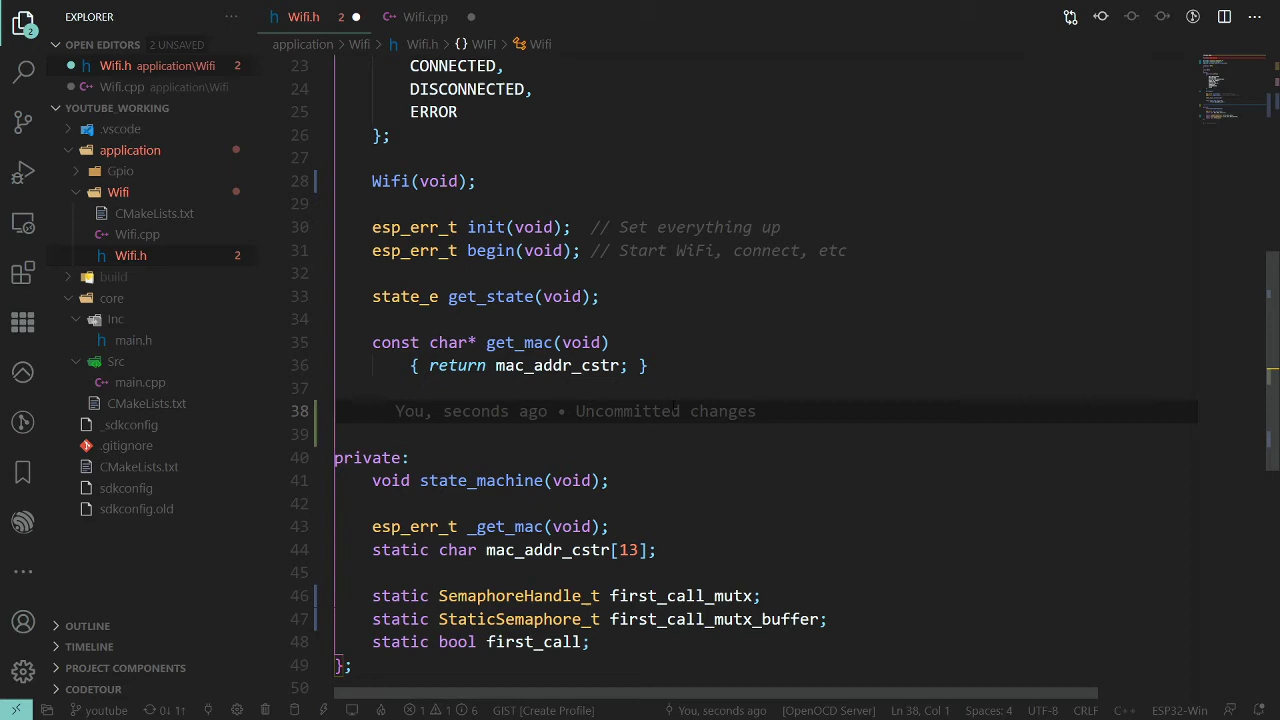 EXPLORER
Wifi.h 2
Wifi.cpp
OPEN EDITORS 2 UNSAVED
Wifi.h application\Wifi 2
Wifi.cpp application\Wifi
YOUTUBE_WORKING
.vscode
application
Gpio
Wifi
CMakeLists.txt
Wifi.cpp
Wifi.h 2
build
core
Inc
main.h
Src
main.cpp
CMakeLists.txt
_sdkconfig
.gitignore
CMakeLists.txt
sdkconfig
sdkconfig.old
OUTLINE
TIMELINE
PROJECT COMPONENTS
CODETOUR
2
application > Wifi > Wifi.h > {} WIFI > Wifi
23 CONNECTED,
24 DISCONNECTED,
25 ERROR
26 };
27
28 Wifi(void);
29
30 esp_err_t init(void); // Set everything up
31 esp_err_t begin(void); // Start WiFi, connect, etc
32
33 state_e get_state(void);
34
35 const char* get_mac(void)
36 { return mac_addr_cstr; }
37
38 You, seconds ago • Uncommitted changes
39
40 private:
41 void state_machine(void);
42
43 esp_err_t _get_mac(void);
44 static char mac_addr_cstr[13];
45
46 static SemaphoreHandle_t first_call_mutx;
47 static StaticSemaphore_t first_call_mutx_buffer;
48 static bool first_call;
49 };
50
youtube 0↓ 1↑ 1 1 6 GIST [Create Profile] You, seconds ago [OpenOCD Server] Ln 38, Col 1 Spaces: 4 UTF-8 CRLF C++ ESP32-Win